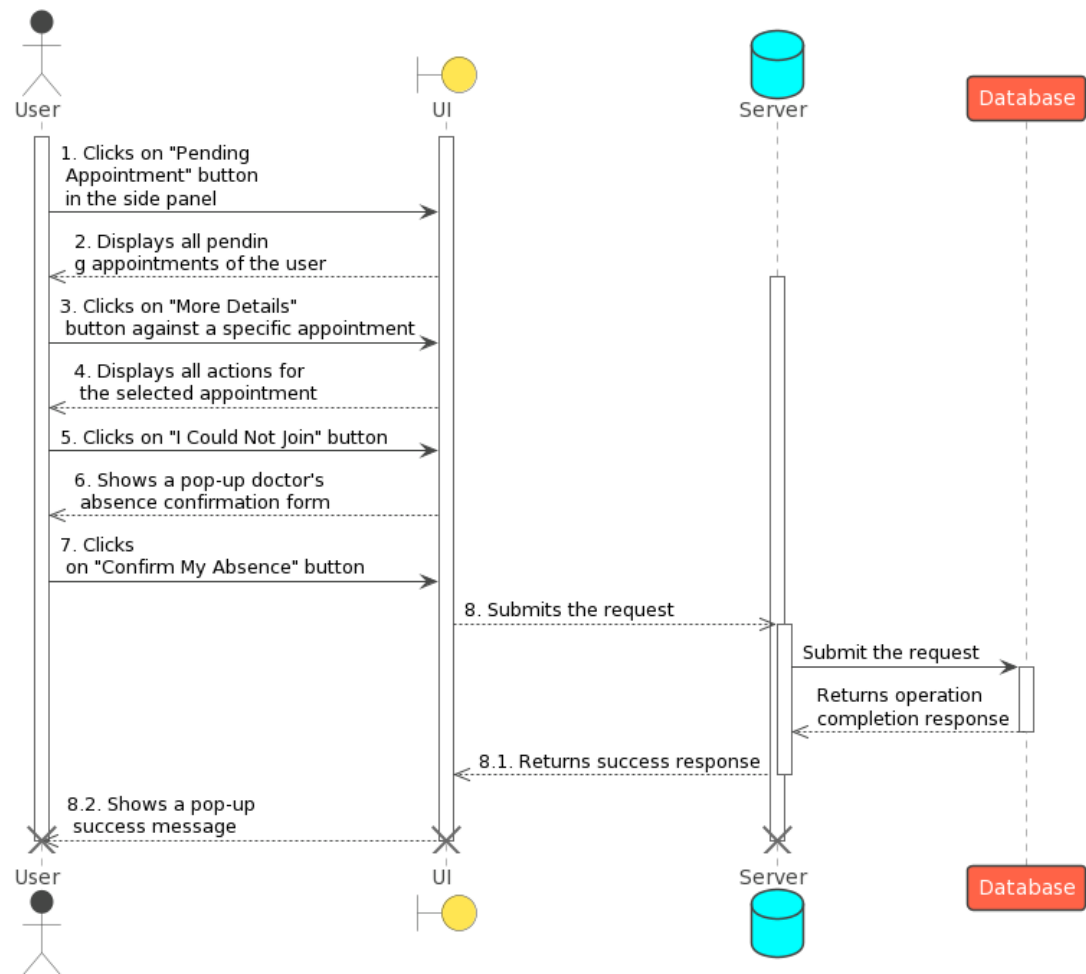 User
UI
Server
Database
1. Clicks on "Pending
Appointment" button
in the side panel
2. Displays all pendin
g appointments of the user
3. Clicks on "More Details"
button against a specific appointment
4. Displays all actions for
the selected appointment
5. Clicks on "I Could Not Join" button
6. Shows a pop-up doctor's
absence confirmation form
7. Clicks
on "Confirm My Absence" button
8. Submits the request
Submit the request
Returns operation
completion response
8.1. Returns success response
8.2. Shows a pop-up
success message
User
UI
Server
Database